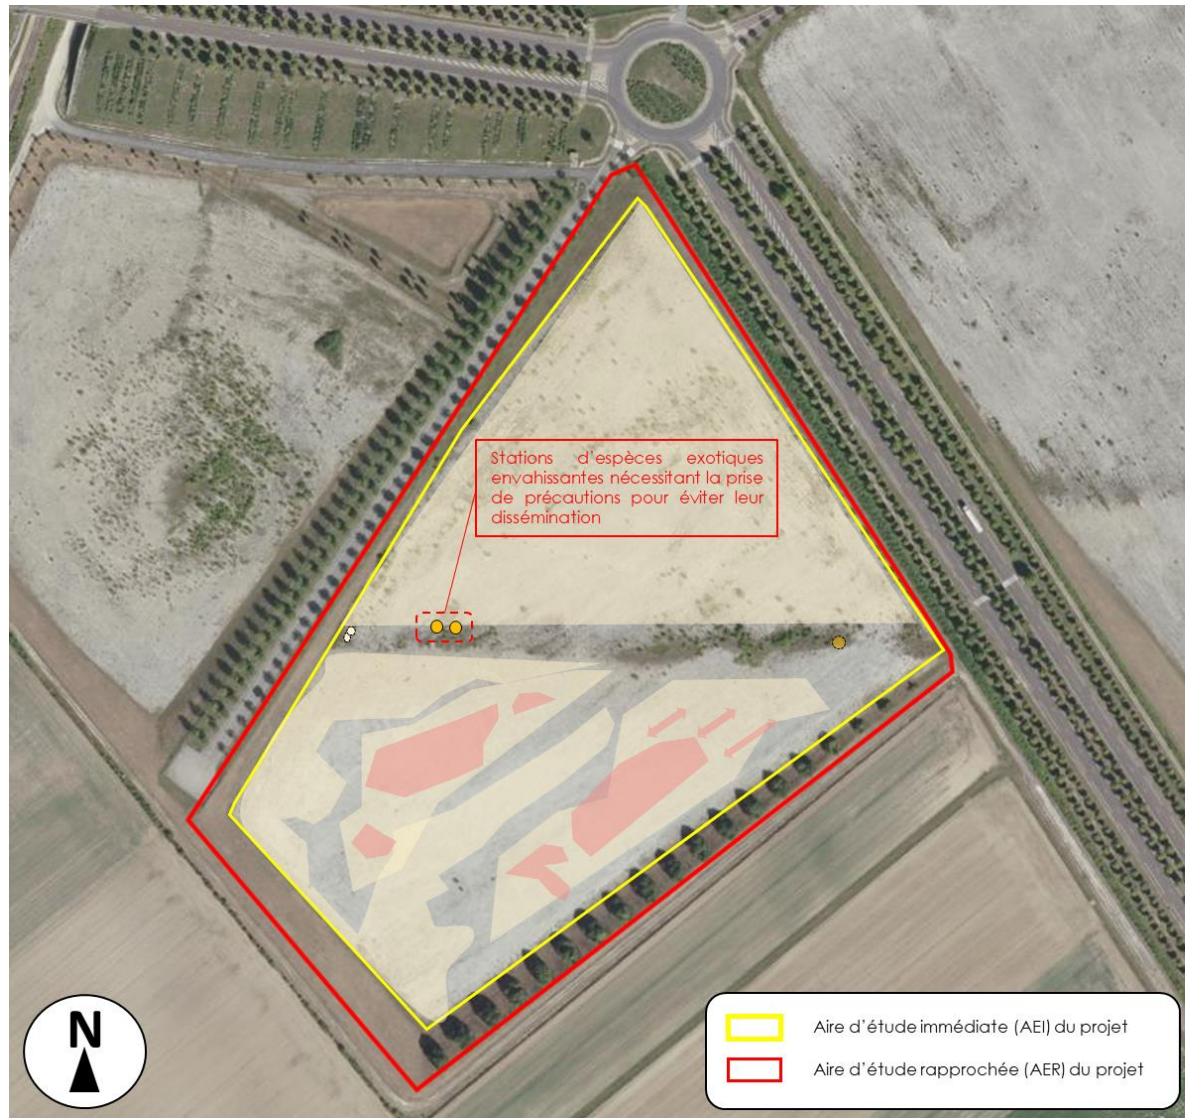 Stations d'espèces exotiques
envahissantes nécessitant la prise
de précautions pour éviter leur
dissémination
N
Aire d'étude immédiate (AEI) du projet
Aire d'étude rapprochée (AER) du projet